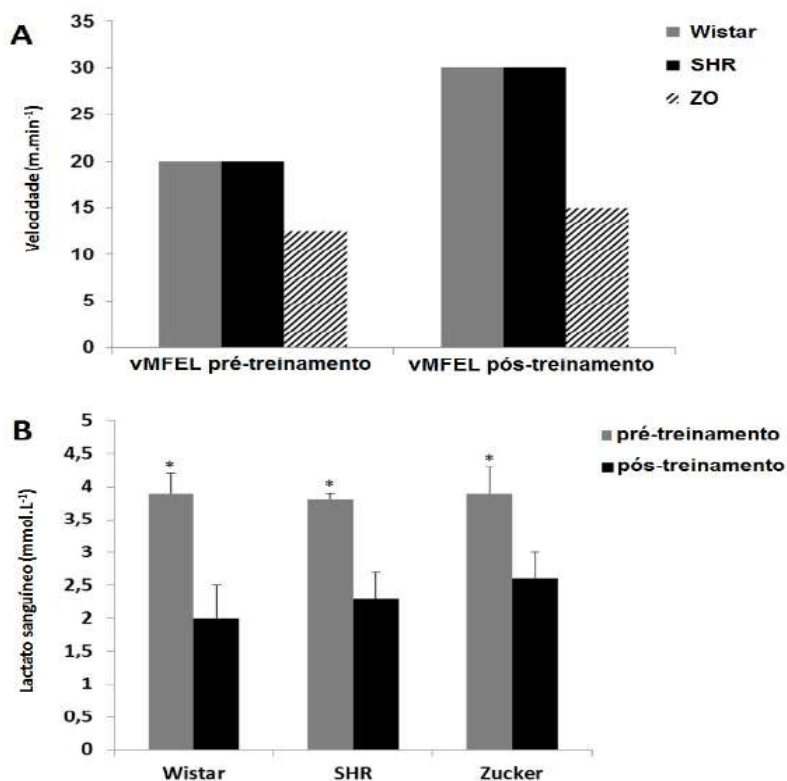 A
Velocidade (m.min⁻¹)
35
30
25
20
15
10
5
0
Wistar
SHR
ZO
vMFEL pré-treinamento
vMFEL pós-treinamento
B
Lactato sanguíneo (mmol.L⁻¹)
5
4,5
4
3,5
3
2,5
2
1,5
1
0,5
0
*
*
*
pré-treinamento
pós-treinamento
Wistar
SHR
Zucker